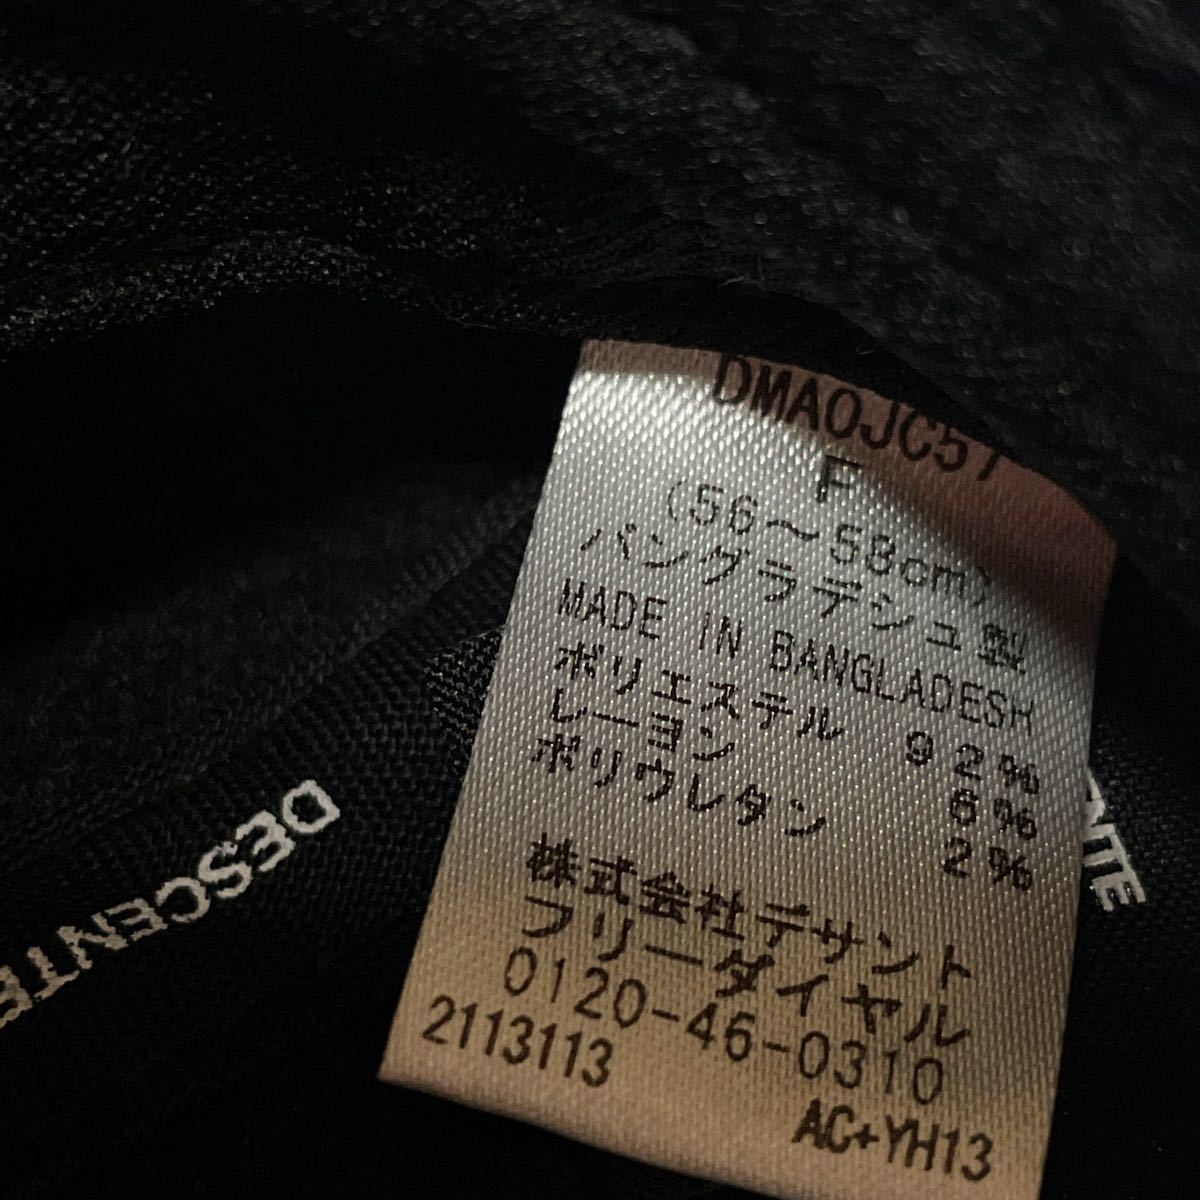 DMAOJC57
F
(56〜58cm)
バングラデシュ製
MADE IN BANGLADESH
ポリエステル 92%
レーヨン 6%
ポリウレタン 2%
株式会社デサント
フリーダイヤル
0120-46-0310
2113113
AC+YH13
DESCENTE